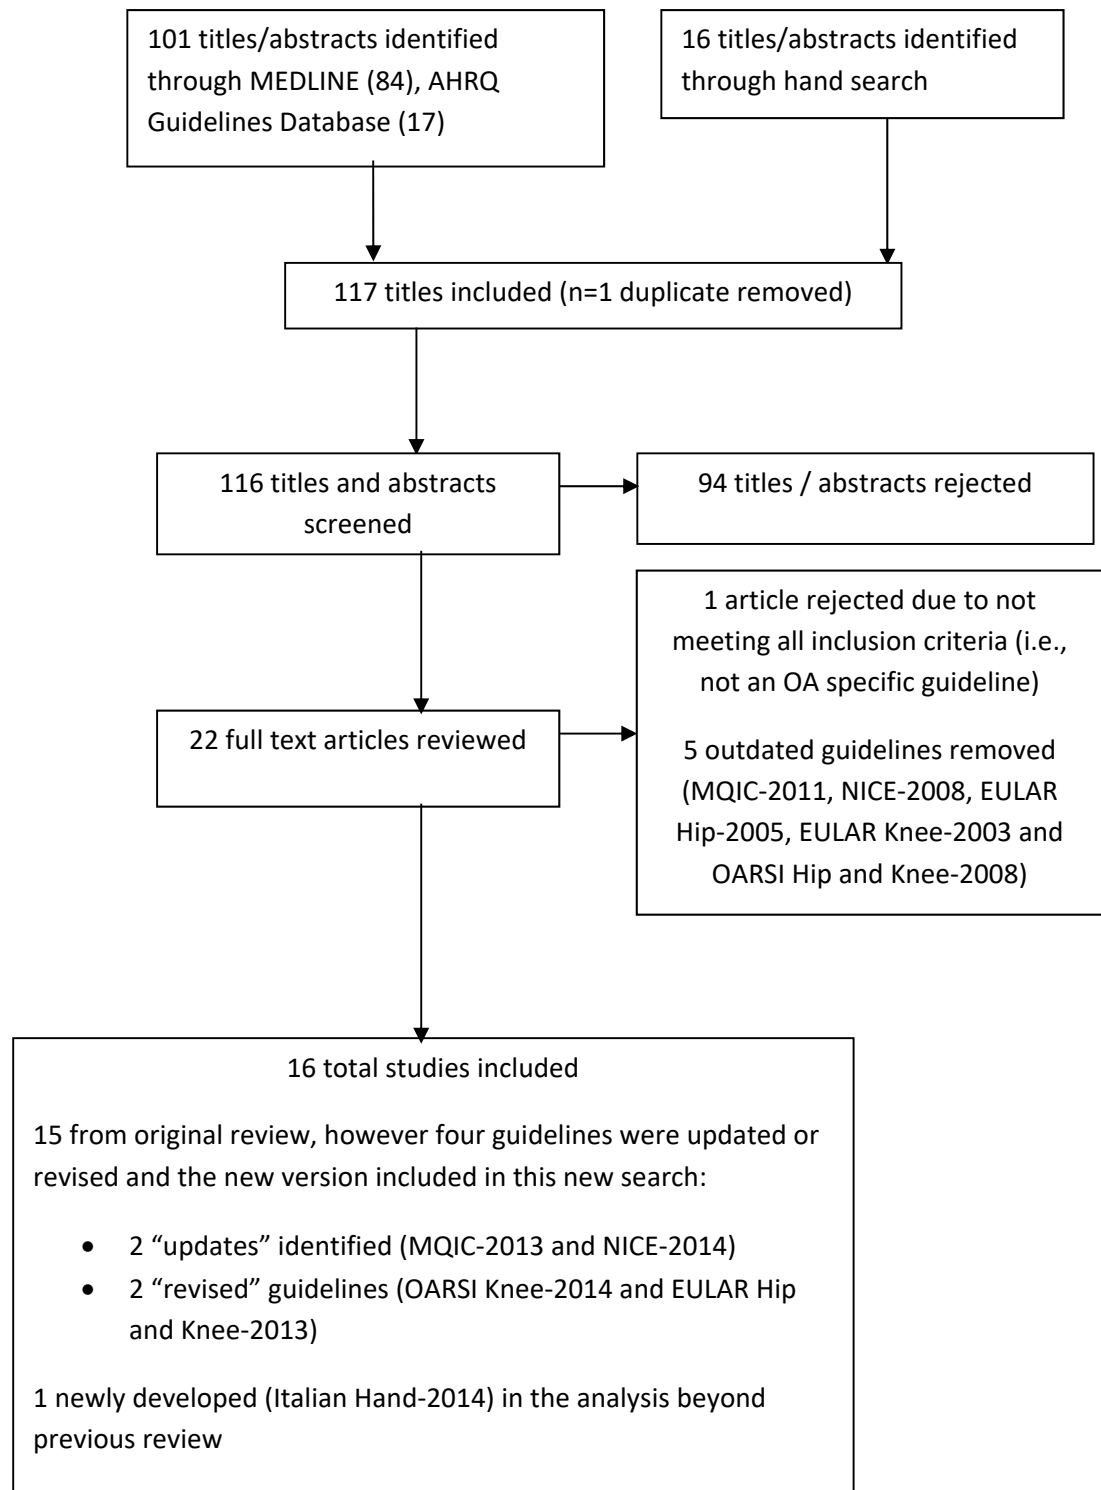 101 titles/abstracts identified
through MEDLINE (84), AHRQ
Guidelines Database (17)
16 titles/abstracts identified
through hand search
117 titles included (n=1 duplicate removed)
116 titles and abstracts
screened
94 titles / abstracts rejected
1 article rejected due to not
meeting all inclusion criteria (i.e.,
not an OA specific guideline)
5 outdated guidelines removed
(MQIC-2011, NICE-2008, EULAR
Hip-2005, EULAR Knee-2003 and
OARSI Hip and Knee-2008)
22 full text articles reviewed
16 total studies included
15 from original review, however four guidelines were updated or
revised and the new version included in this new search:
• 2 “updates” identified (MQIC-2013 and NICE-2014)
• 2 “revised” guidelines (OARSI Knee-2014 and EULAR Hip
and Knee-2013)
1 newly developed (Italian Hand-2014) in the analysis beyond
previous review